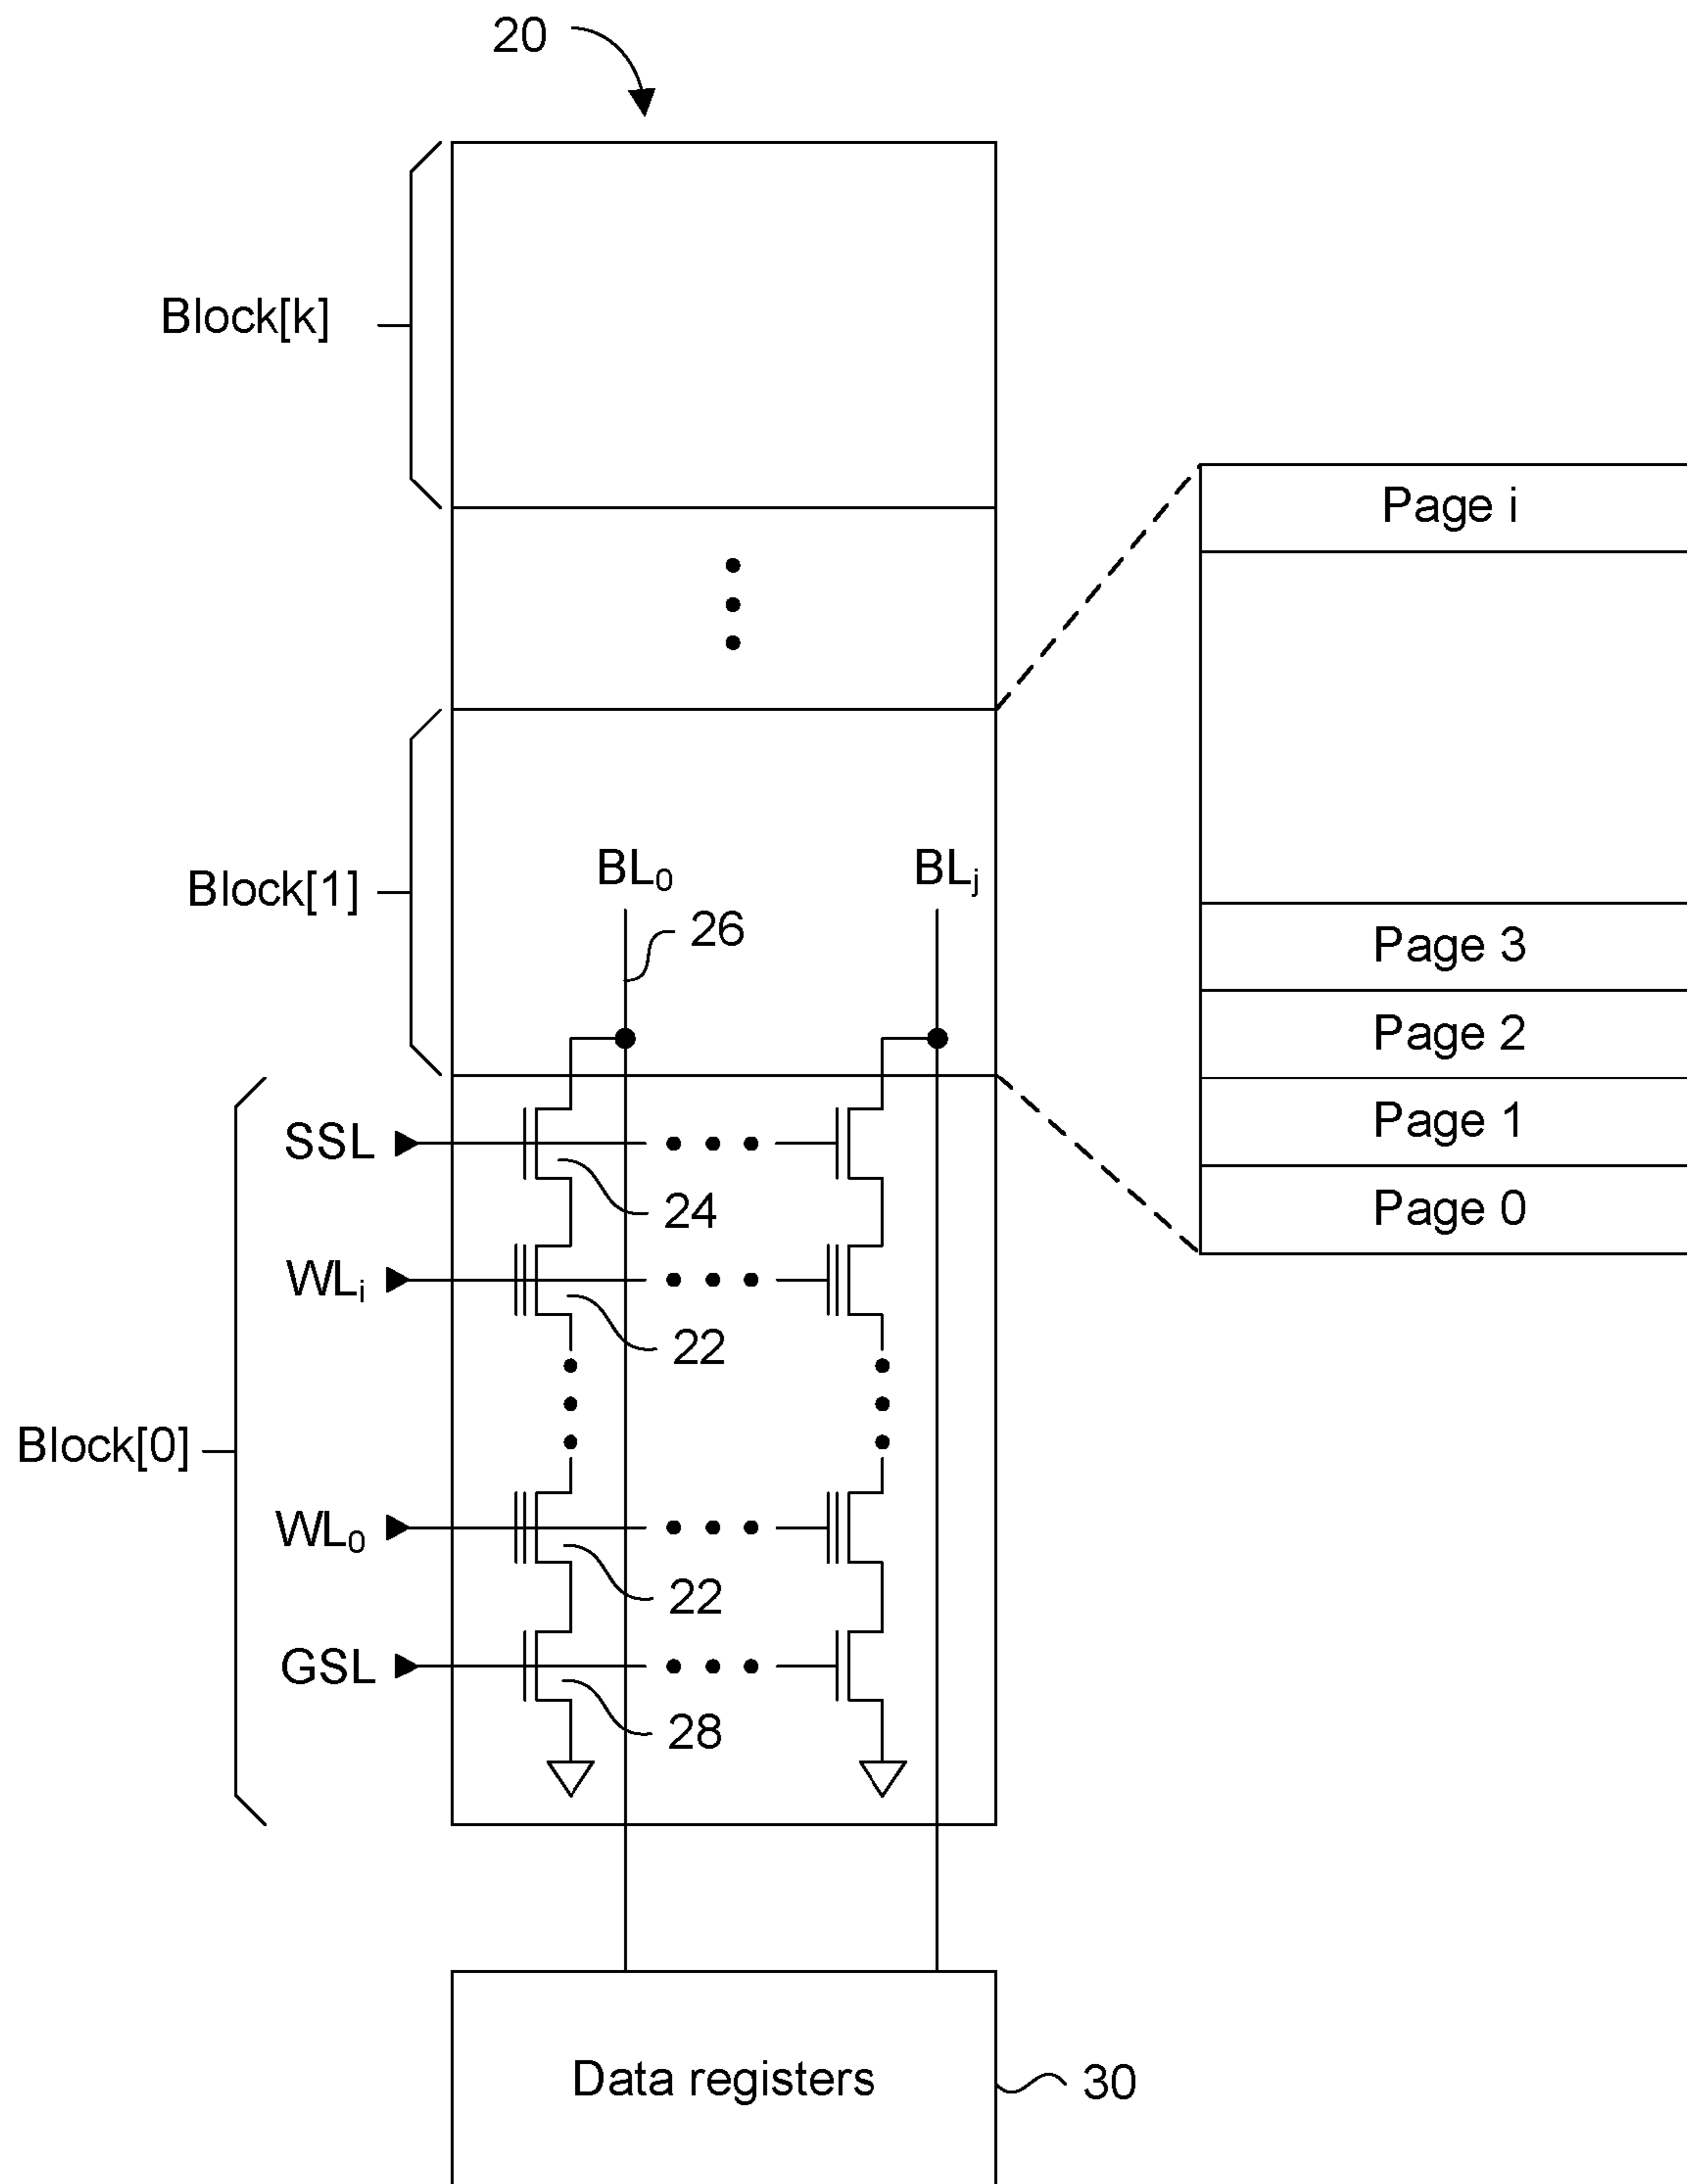 20
Block[k]
Page i
Block[1]
BL₀
BLⱼ
26
Page 3
Page 2
Page 1
Page 0
SSL
24
WLᵢ
22
Block[0]
WL₀
22
GSL
28
Data registers
30